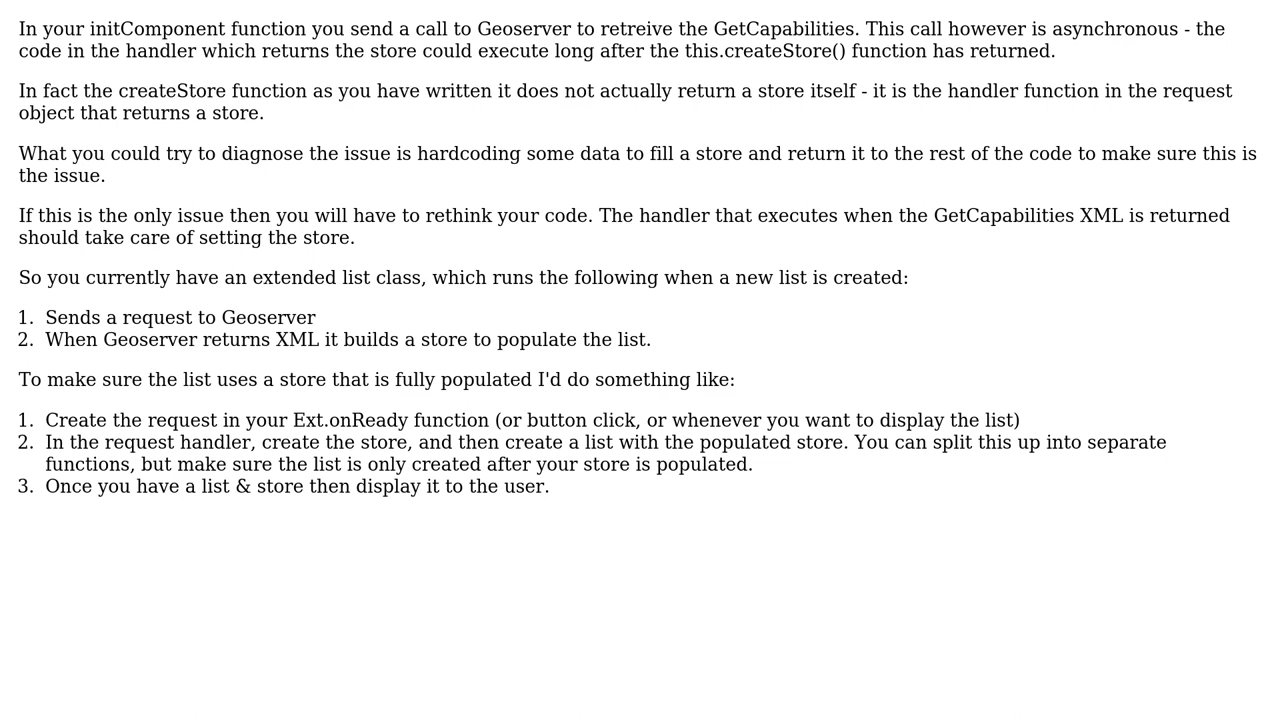 In your initComponent function you send a call to Geoserver to retreive the GetCapabilities. This call however is asynchronous - the
code in the handler which returns the store could execute long after the this.createStore() function has returned.
In fact the createStore function as you have written it does not actually return a store itself - it is the handler function in the request
object that returns a store.
What you could try to diagnose the issue is hardcoding some data to fill a store and return it to the rest of the code to make sure this is
the issue.
If this is the only issue then you will have to rethink your code. The handler that executes when the GetCapabilities XML is returned
should take care of setting the store.
So you currently have an extended list class, which runs the following when a new list is created:
1. Sends a request to Geoserver
2. When Geoserver returns XML it builds a store to populate the list.
To make sure the list uses a store that is fully populated I'd do something like:
1. Create the request in your Ext.onReady function (or button click, or whenever you want to display the list)
2. In the request handler, create the store, and then create a list with the populated store. You can split this up into separate
functions, but make sure the list is only created after your store is populated.
3. Once you have a list & store then display it to the user.